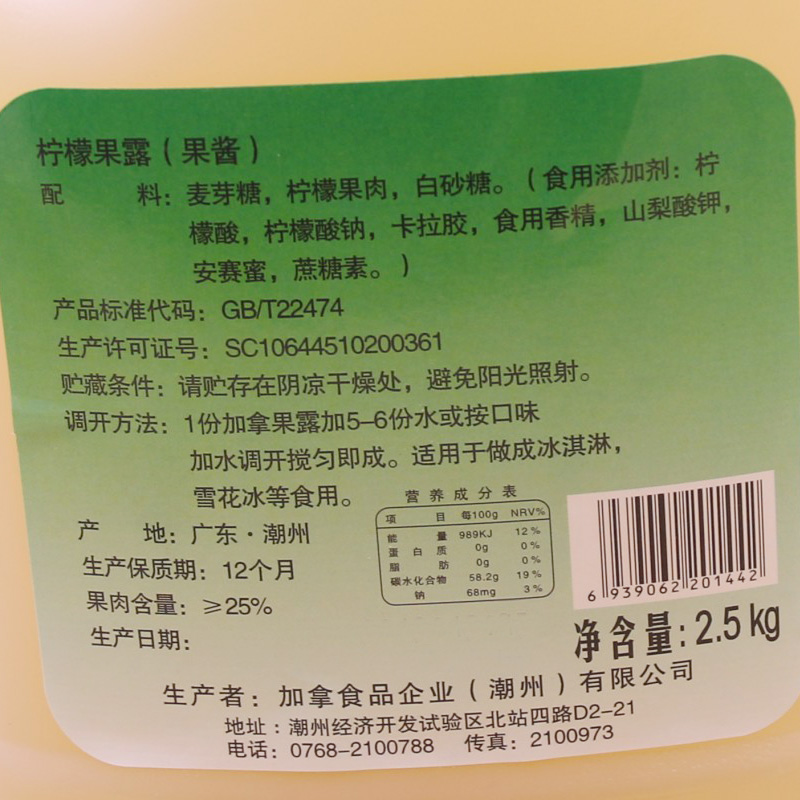 柠檬果露（果酱）
配 料：麦芽糖，柠檬果肉，白砂糖。（食用添加剂：柠
檬酸，柠檬酸钠，卡拉胶，食用香精，山梨酸钾，
安赛蜜，蔗糖素。）
产品标准代码：GB/T22474
生产许可证号：SC10644510200361
贮藏条件：请贮存在阴凉干燥处，避免阳光照射。
调开方法：1份加拿果露加5–6份水或按口味
加水调开搅匀即成。适用于做成冰淇淋，
雪花冰等食用。
产 地：广东·潮州
生产保质期：12个月
果肉含量：≥25%
生产日期：
营养成分表
项 目 每100g NRV%
能 量 989KJ 12%
蛋白质 0g 0%
脂 肪 0g 0%
碳水化合物 58.2g 19%
钠 68mg 3%
6 939062 201442
净含量：2.5kg
生产者：加拿食品企业（潮州）有限公司
地址：潮州经济开发试验区北站四路D2–21
电话：0768–2100788 传真：2100973